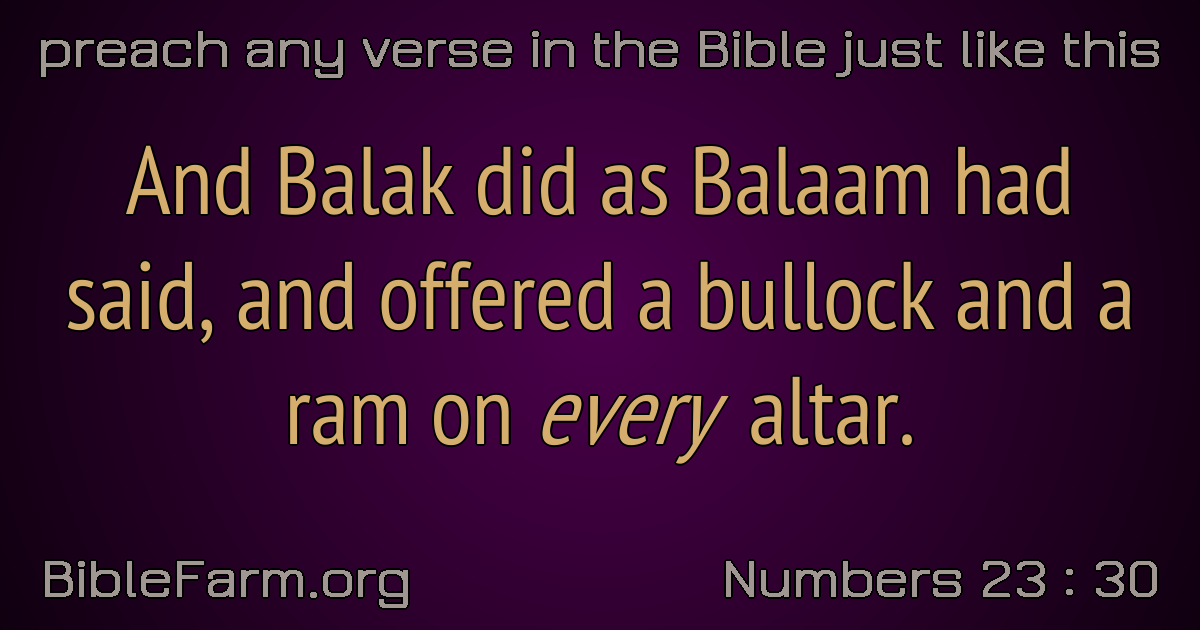 preach any verse in the Bible just like this
And Balak did as Balaam had
said, and offered a bullock and a
ram on every altar.
BibleFarm.org
Numbers 23 : 30